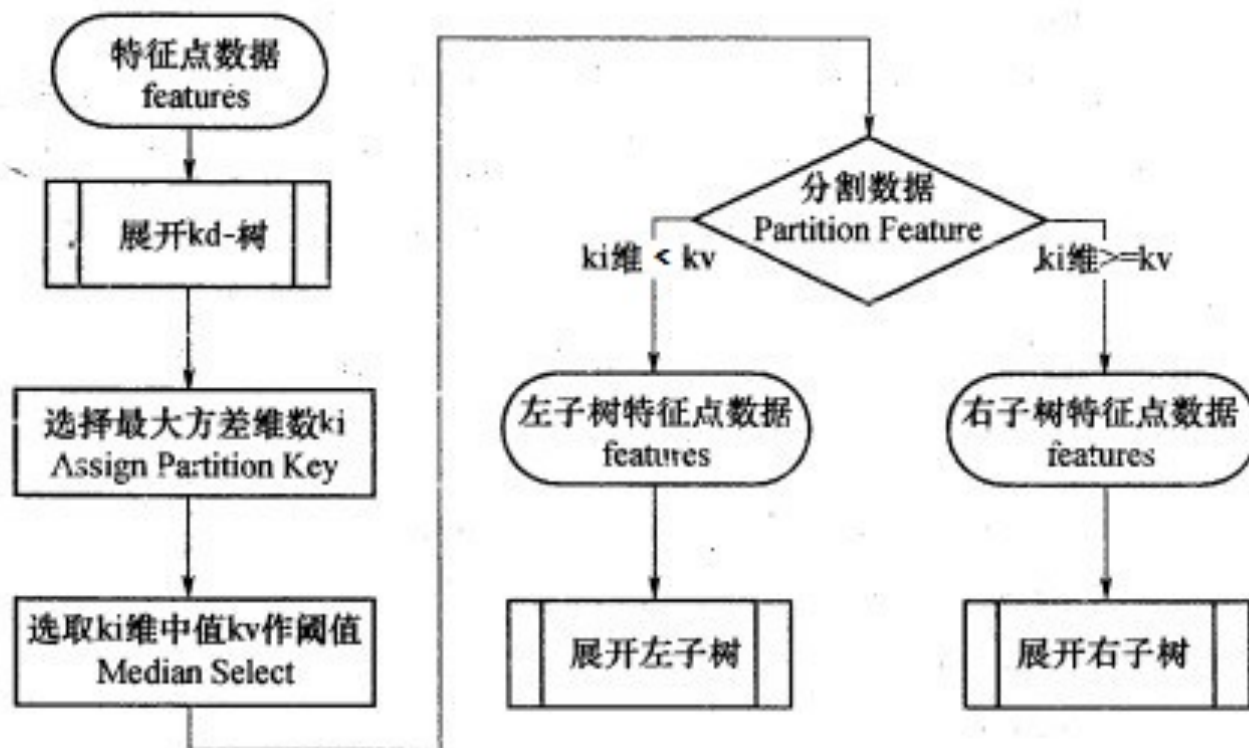 特征点数据
features
展开kd-树
选择最大方差维数ki
Assign Partition Key
选取ki维中值kv作阈值
Median Select
分割数据
Partition Feature
ki维 < kv
ki维>=kv
左子树特征点数据
features
右子树特征点数据
features
展开左子树
展开右子树